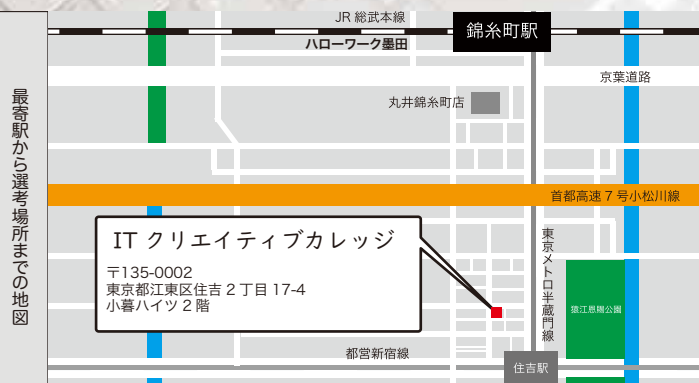 最寄駅から選考場所までの地図
JR 総武本線
錦糸町駅
ハローワーク墨田
京葉道路
丸井錦糸町店
首都高速 7 号小松川線
IT クリエイティブカレッジ
〒135-0002
東京都江東区住吉 2 丁目 17-4
小暮ハイツ 2 階
東京メトロ半蔵門線
猿江恩賜公園
都営新宿線
住吉駅